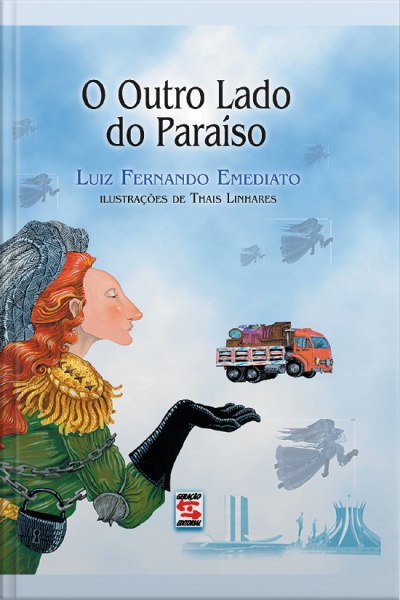 O Outro Lado
do Paraíso
LUIZ FERNANDO EMEDIATO
ILUSTRAÇÕES DE THAIS LINHARES
GERAÇÃO
EDITORIAL